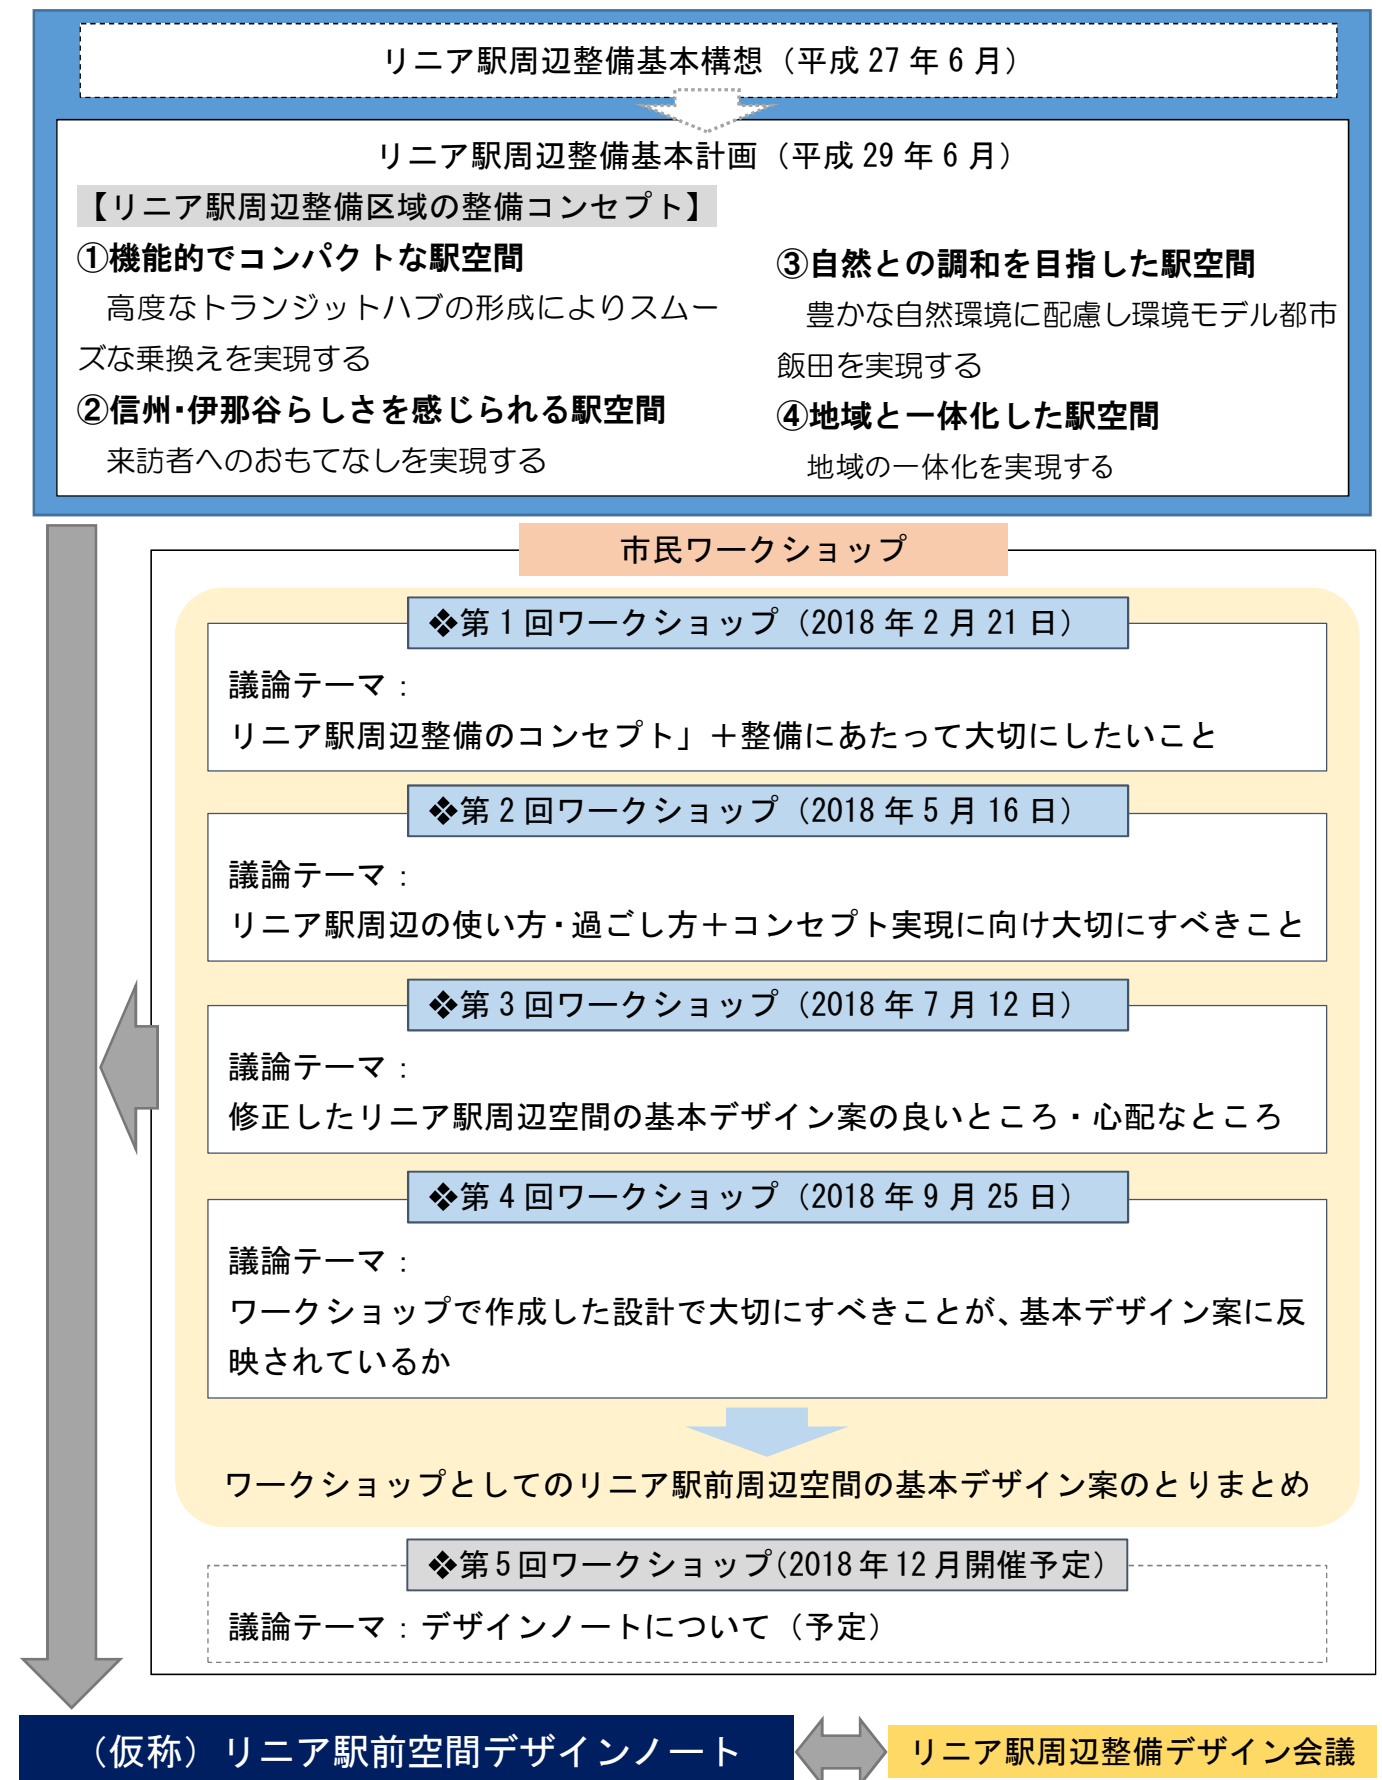 リニア駅周辺整備基本構想（平成 27 年 6 月）
リニア駅周辺整備基本計画（平成 29 年 6 月）
【リニア駅周辺整備区域の整備コンセプト】
①機能的でコンパクトな駅空間
高度なトランジットハブの形成によりスムー
ズな乗換えを実現する
②信州・伊那谷らしさを感じられる駅空間
来訪者へのおもてなしを実現する
③自然との調和を目指した駅空間
豊かな自然環境に配慮し環境モデル都市
飯田を実現する
④地域と一体化した駅空間
地域の一体化を実現する
市民ワークショップ
❖第 1 回ワークショップ（2018 年 2 月 21 日）
議論テーマ：
リニア駅周辺整備のコンセプト」＋整備にあたって大切にしたいこと
❖第 2 回ワークショップ（2018 年 5 月 16 日）
議論テーマ：
リニア駅周辺の使い方・過ごし方＋コンセプト実現に向け大切にすべきこと
❖第 3 回ワークショップ（2018 年 7 月 12 日）
議論テーマ：
修正したリニア駅周辺空間の基本デザイン案の良いところ・心配なところ
❖第 4 回ワークショップ（2018 年 9 月 25 日）
議論テーマ：
ワークショップで作成した設計で大切にすべきことが、基本デザイン案に反
映されているか
ワークショップとしてのリニア駅前周辺空間の基本デザイン案のとりまとめ
❖第 5 回ワークショップ(2018 年 12 月開催予定）
議論テーマ：デザインノートについて（予定）
（仮称）リニア駅前空間デザインノート
リニア駅周辺整備デザイン会議